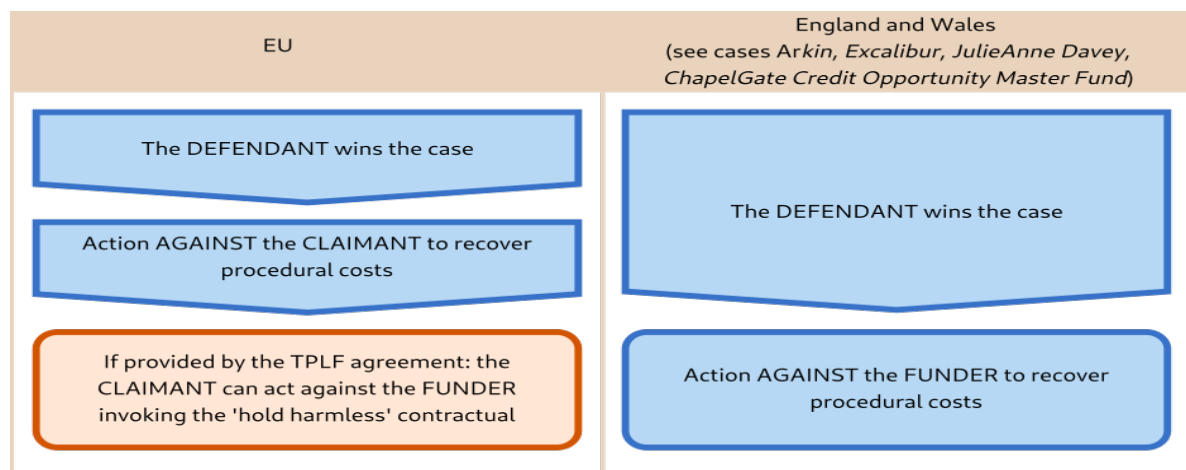 EU
England and Wales
(see cases Arkin, Excalibur, JulieAnne Davey,
ChapelGate Credit Opportunity Master Fund)
The DEFENDANT wins the case
Action AGAINST the CLAIMANT to recover
procedural costs
If provided by the TPLF agreement: the
CLAIMANT can act against the FUNDER
invoking the 'hold harmless' contractual
The DEFENDANT wins the case
Action AGAINST the FUNDER to recover
procedural costs